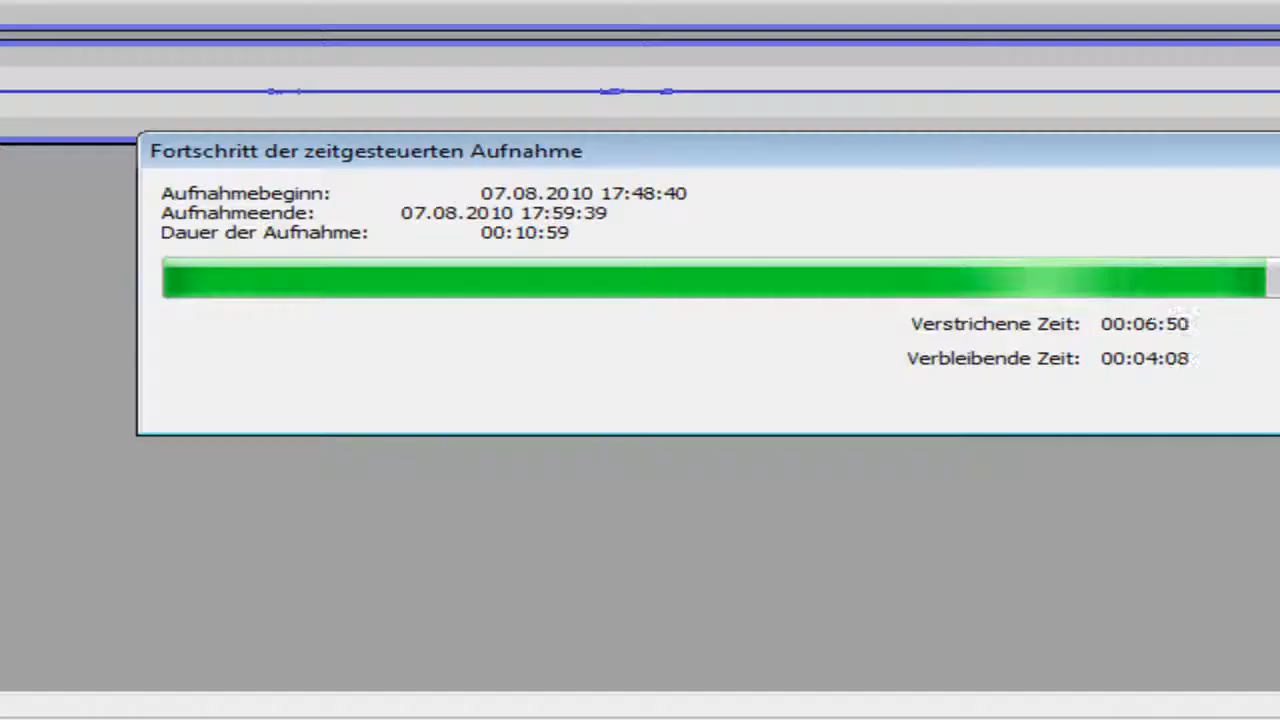 Fortschritt der zeitgesteuerten Aufnahme
Aufnahmebeginn: 07.08.2010 17:48:40
Aufnahmeende: 07.08.2010 17:59:39
Dauer der Aufnahme: 00:10:59
Verstrichene Zeit: 00:06:50
Verbleibende Zeit: 00:04:08